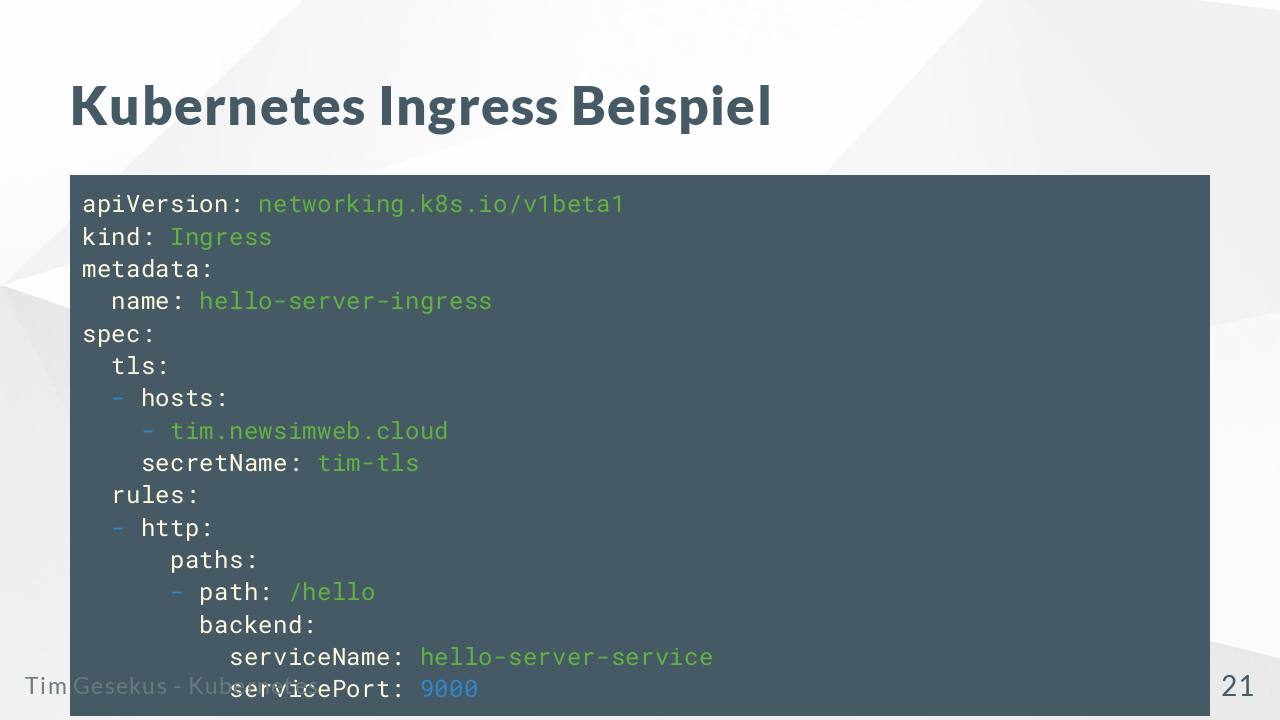 Kubernetes Ingress Beispiel
apiVersion: networking.k8s.io/v1beta1
kind: Ingress
metadata:
  name: hello-server-ingress
spec:
  tls:
  - hosts:
    - tim.newsimweb.cloud
    secretName: tim-tls
  rules:
  - http:
      paths:
      - path: /hello
        backend:
          serviceName: hello-server-service
          servicePort: 9000
Tim Gesekus - Kubernetes
21